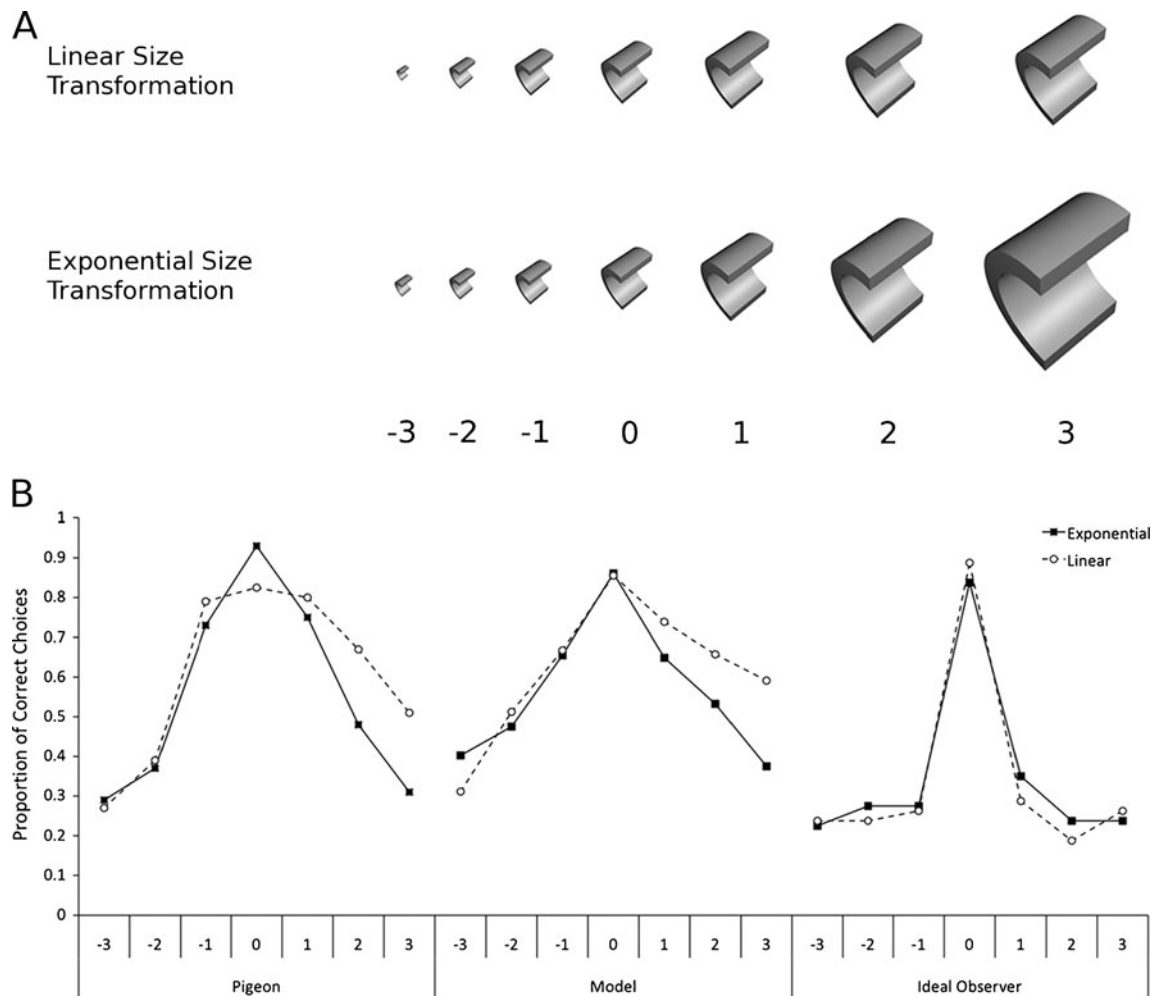 A
Linear Size
Transformation
Exponential Size
Transformation
-3 -2 -1 0 1 2 3
B
Proportion of Correct Choices
1
0.9
0.8
0.7
0.6
0.5
0.4
0.3
0.2
0.1
0
Exponential
Linear
-3 -2 -1 0 1 2 3 -3 -2 -1 0 1 2 3 -3 -2 -1 0 1 2 3
Pigeon Model Ideal Observer